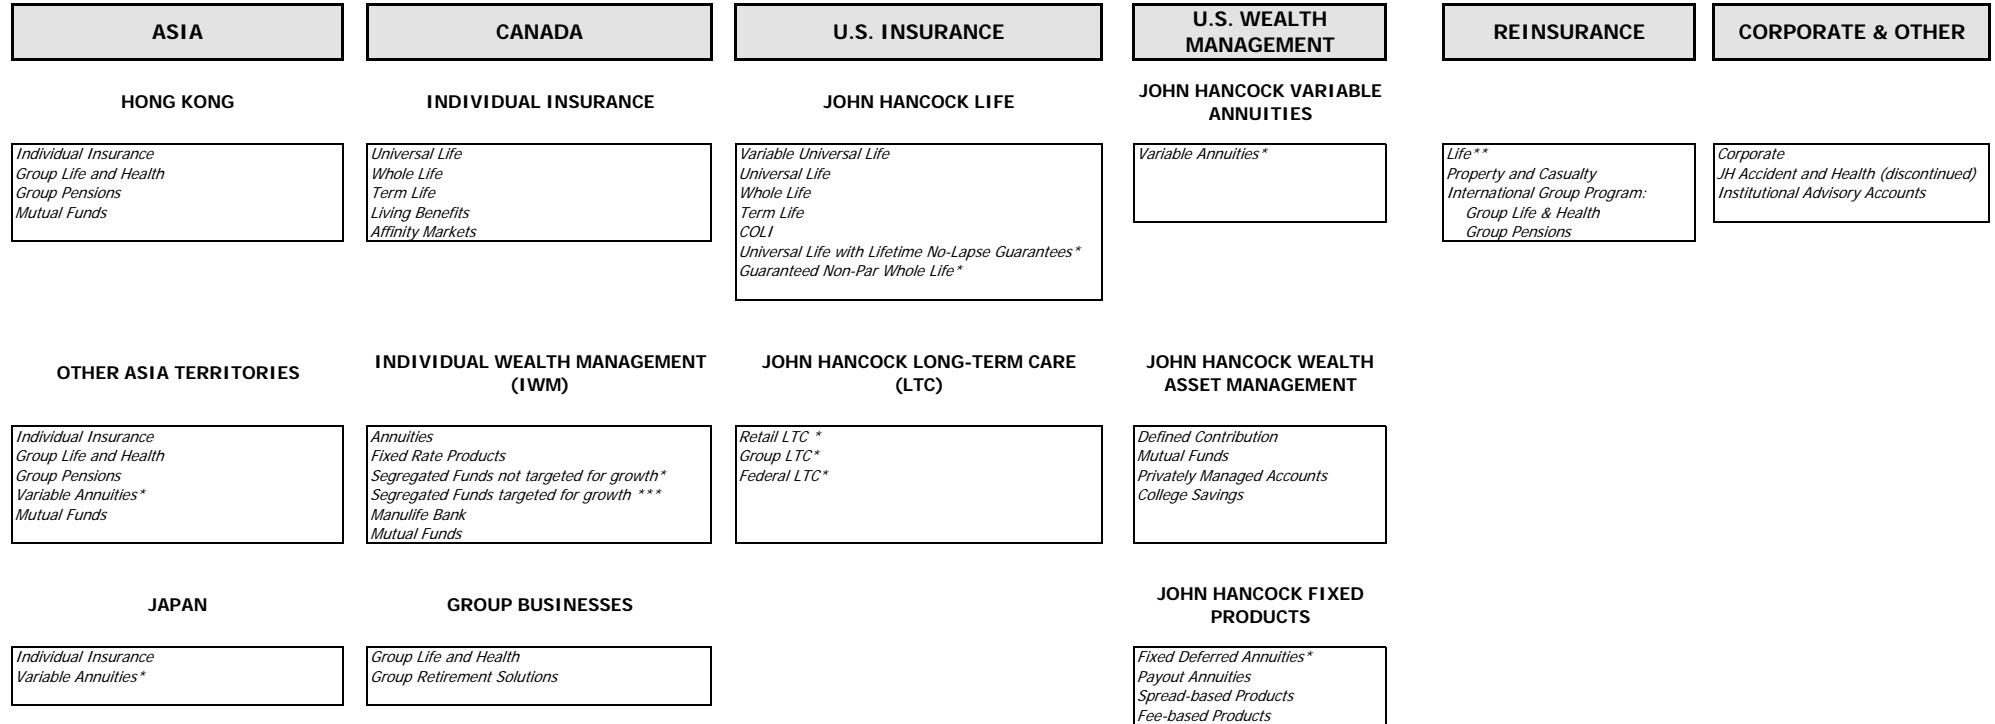 ASIA
CANADA
U.S. INSURANCE
U.S. WEALTH
MANAGEMENT
REINSURANCE
CORPORATE & OTHER
HONG KONG
INDIVIDUAL INSURANCE
JOHN HANCOCK LIFE
JOHN HANCOCK VARIABLE
ANNUITIES
Individual Insurance
Group Life and Health
Group Pensions
Mutual Funds
Universal Life
Whole Life
Term Life
Living Benefits
Affinity Markets
Variable Universal Life
Universal Life
Whole Life
Term Life
COLI
Universal Life with Lifetime No-Lapse Guarantees*
Guaranteed Non-Par Whole Life*
Variable Annuities*
Life**
Property and Casualty
International Group Program:
Group Life & Health
Group Pensions
Corporate
JH Accident and Health (discontinued)
Institutional Advisory Accounts
OTHER ASIA TERRITORIES
INDIVIDUAL WEALTH MANAGEMENT
(IWM)
JOHN HANCOCK LONG-TERM CARE
(LTC)
JOHN HANCOCK WEALTH
ASSET MANAGEMENT
Individual Insurance
Group Life and Health
Group Pensions
Variable Annuities*
Mutual Funds
Annuities
Fixed Rate Products
Segregated Funds not targeted for growth*
Segregated Funds targeted for growth ***
Manulife Bank
Mutual Funds
Retail LTC *
Group LTC*
Federal LTC*
Defined Contribution
Mutual Funds
Privately Managed Accounts
College Savings
JAPAN
GROUP BUSINESSES
JOHN HANCOCK FIXED
PRODUCTS
Individual Insurance
Variable Annuities*
Group Life and Health
Group Retirement Solutions
Fixed Deferred Annuities*
Payout Annuities
Spread-based Products
Fee-based Products